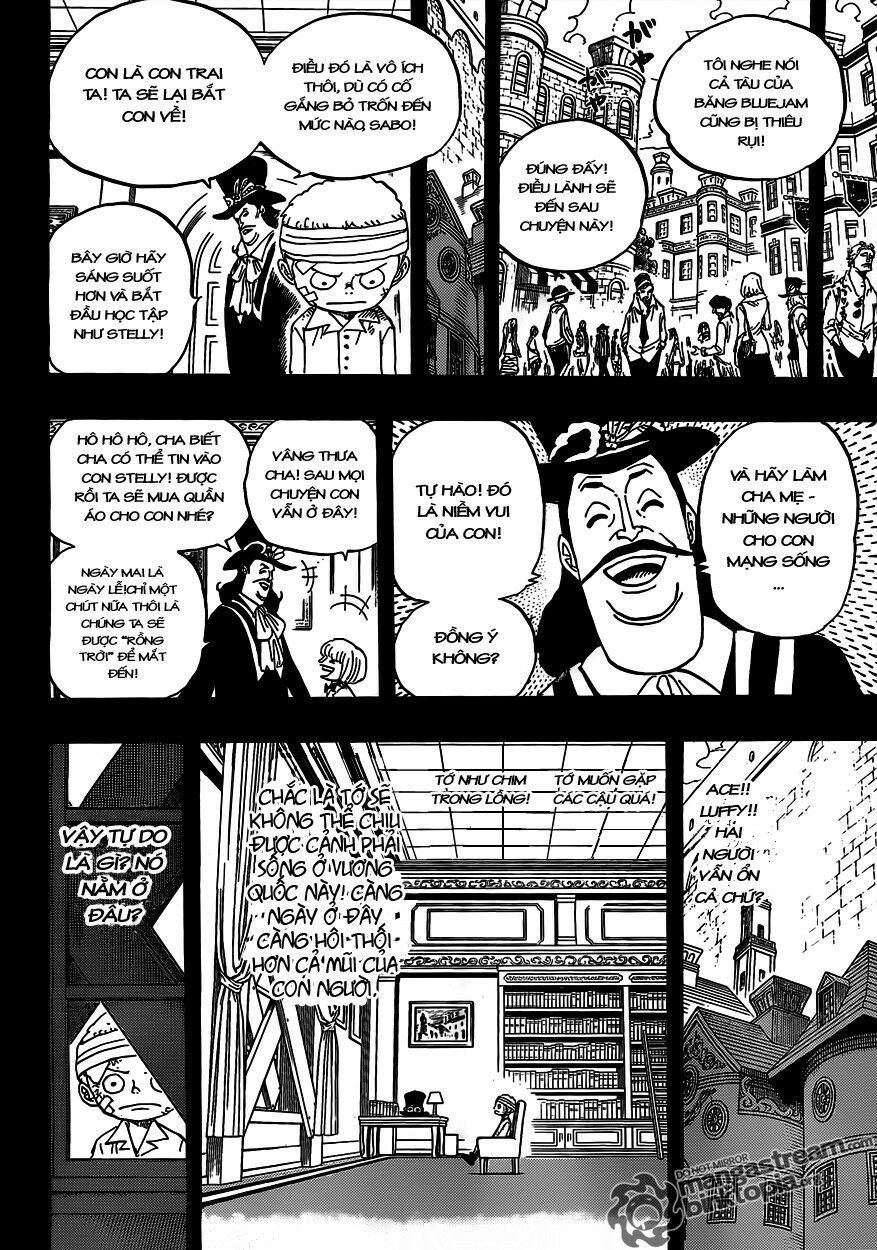 TÔI NGHE NÓI
CẢ TÀU CỦA
BĂNG BLUEJAM
CŨNG BỊ THIÊU
RỤI!
ĐÚNG ĐẤY!
ĐIỀU LÀNH SẼ
ĐẾN SAU
CHUYỆN NÀY!
ĐIỀU ĐÓ LÀ VÔ ÍCH
THÔI, DÙ CÓ CỐ
GẮNG BỎ TRỐN ĐẾN
MỨC NÀO, SABO!
CON LÀ CON TRAI
TA! TA SẼ LẠI BẮT
CON VỀ!
BÂY GIỜ HÃY
SÁNG SUỐT
HƠN VÀ BẮT
ĐẦU HỌC TẬP
NHƯ STELLY!
VÀ HÃY LÀM
CHA MẸ -
NHỮNG NGƯỜI
CHO CON
MẠNG SỐNG
...
TỰ HÀO! ĐÓ
LÀ NIỀM VUI
CỦA CON!
ĐỒNG Ý
KHÔNG?
VÂNG THƯA
CHA! SAU MỌI
CHUYỆN CON
VẪN Ở ĐÂY!
HÔ HÔ HÔ, CHA BIẾT
CHA CÓ THỂ TIN VÀO
CON STELLY! ĐƯỢC
RỒI TA SẼ MUA QUẦN
ÁO CHO CON NHÉ?
NGÀY MAI LÀ
NGÀY LỄ!CHỈ MỘT
CHÚT NỮA THÔI LÀ
CHÚNG TA SẼ
ĐƯỢC "RỒNG
TRỜI" ĐỂ MẮT
ĐẾN!
ACE!!
LUFFY!!
HAI
NGƯỜI
VẪN ỔN
CẢ CHỨ?
TỚ MUỐN GẶP
CÁC CẬU QUÁ!
TỚ NHƯ CHIM
TRONG LỒNG!
CHẮC LÀ TỚ SẼ
KHÔNG THỂ CHỊU
ĐƯỢC CẢNH PHẢI
SỐNG Ở VƯƠNG
QUỐC NÀY! CÀNG
NGÀY Ở ĐÂY
CÀNG HÔI THỐI
HƠN CẢ MŨI CỦA
CON NGƯỜI!
VẬY TỰ DO
LÀ GÌ? NÓ
NẰM Ở
ĐÂU?
DO NOT MIRROR
mangastream.com
binktopia.org